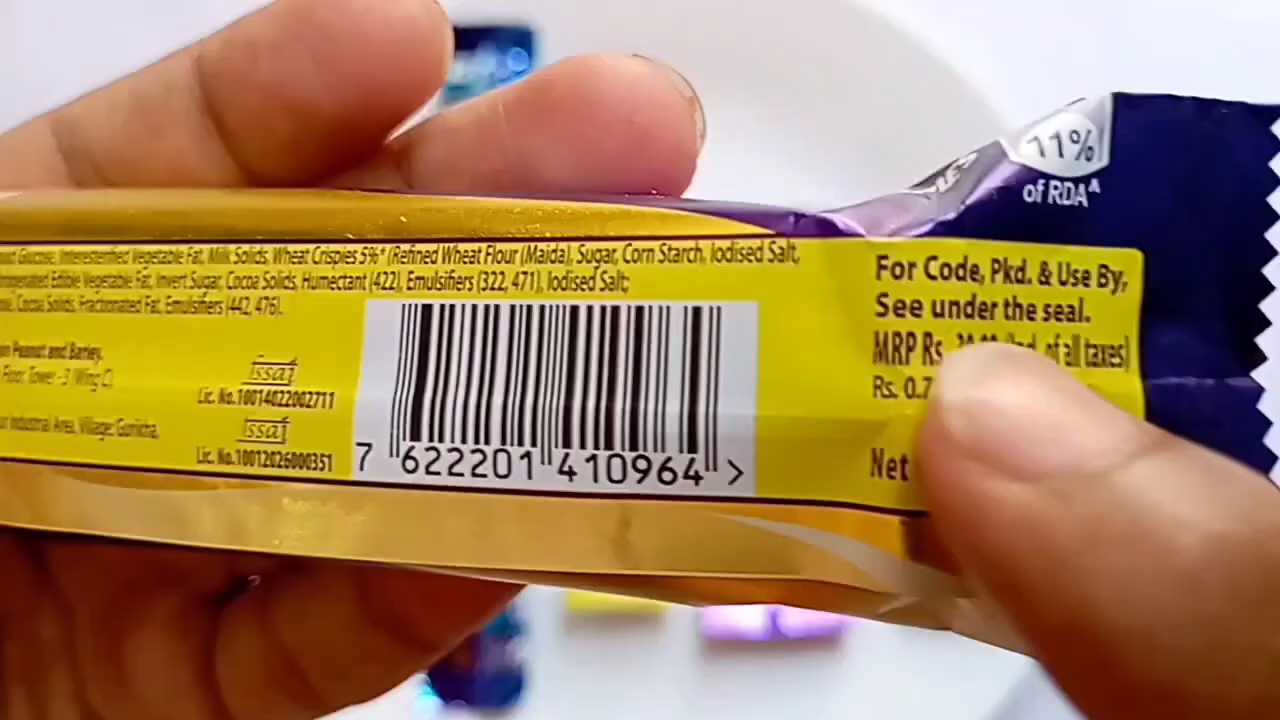 11%
of RDA^
Glucose, Interesterified Vegetable Fat, Milk Solids, Wheat Crispies 5%* (Refined Wheat Flour (Maida), Sugar, Corn Starch, Iodised Salt,
Edible Vegetable Fat, Invert Sugar, Cocoa Solids, Humectant (422), Emulsifiers (322, 471), Iodised Salt;
Cocoa Solids, Fractionated Fat, Emulsifiers (442, 476).
Peanut and Barley.
Floor, Tower - 3 (Wing C)
fssai
Lic. No.10014022002711
Industrial Area, Village: Gurikha.
fssai
Lic. No.10012026000351
7 622201 410964 >
For Code, Pkd. & Use By,
See under the seal.
MRP Rs. of all taxes)
Rs. 0.7
Net